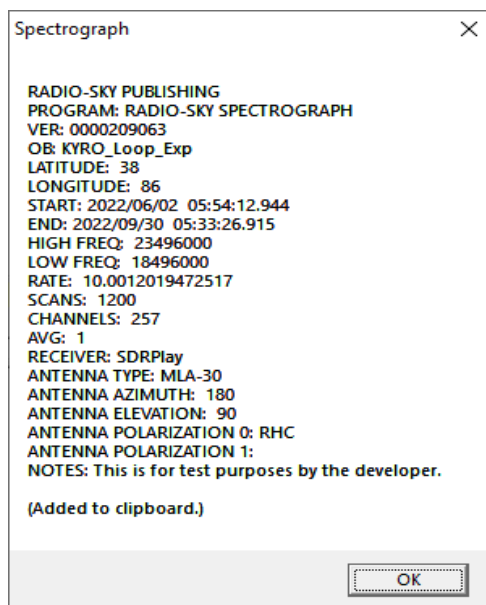 Spectrograph
RADIO-SKY PUBLISHING
PROGRAM: RADIO-SKY SPECTROGRAPH
VER: 0000209063
OB: KYRO_Loop_Exp
LATITUDE: 38
LONGITUDE: 86
START: 2022/06/02 05:54:12.944
END: 2022/09/30 05:33:26.915
HIGH FREQ: 23496000
LOW FREQ: 18496000
RATE: 10.0012019472517
SCANS: 1200
CHANNELS: 257
AVG: 1
RECEIVER: SDRPlay
ANTENNA TYPE: MLA-30
ANTENNA AZIMUTH: 180
ANTENNA ELEVATION: 90
ANTENNA POLARIZATION 0: RHC
ANTENNA POLARIZATION 1:
NOTES: This is for test purposes by the developer.
(Added to clipboard.)
OK